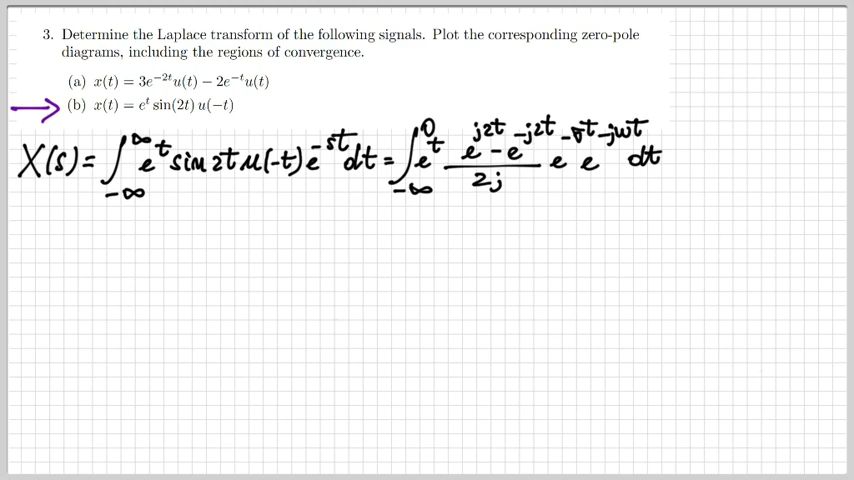 3. Determine the Laplace transform of the following signals. Plot the corresponding zero-pole
diagrams, including the regions of convergence.
(a) x(t) = 3e^{-2t}u(t) − 2e^{-t}u(t)
(b) x(t) = e^t sin(2t) u(−t)
X(s) = ∫_{-∞}^{∞} e^t sin 2t u(-t) e^{-st} dt = ∫_{-∞}^{0} e^t \frac{e^{j2t} - e^{-j2t}}{2j} e^{-σt} e^{-jωt} dt